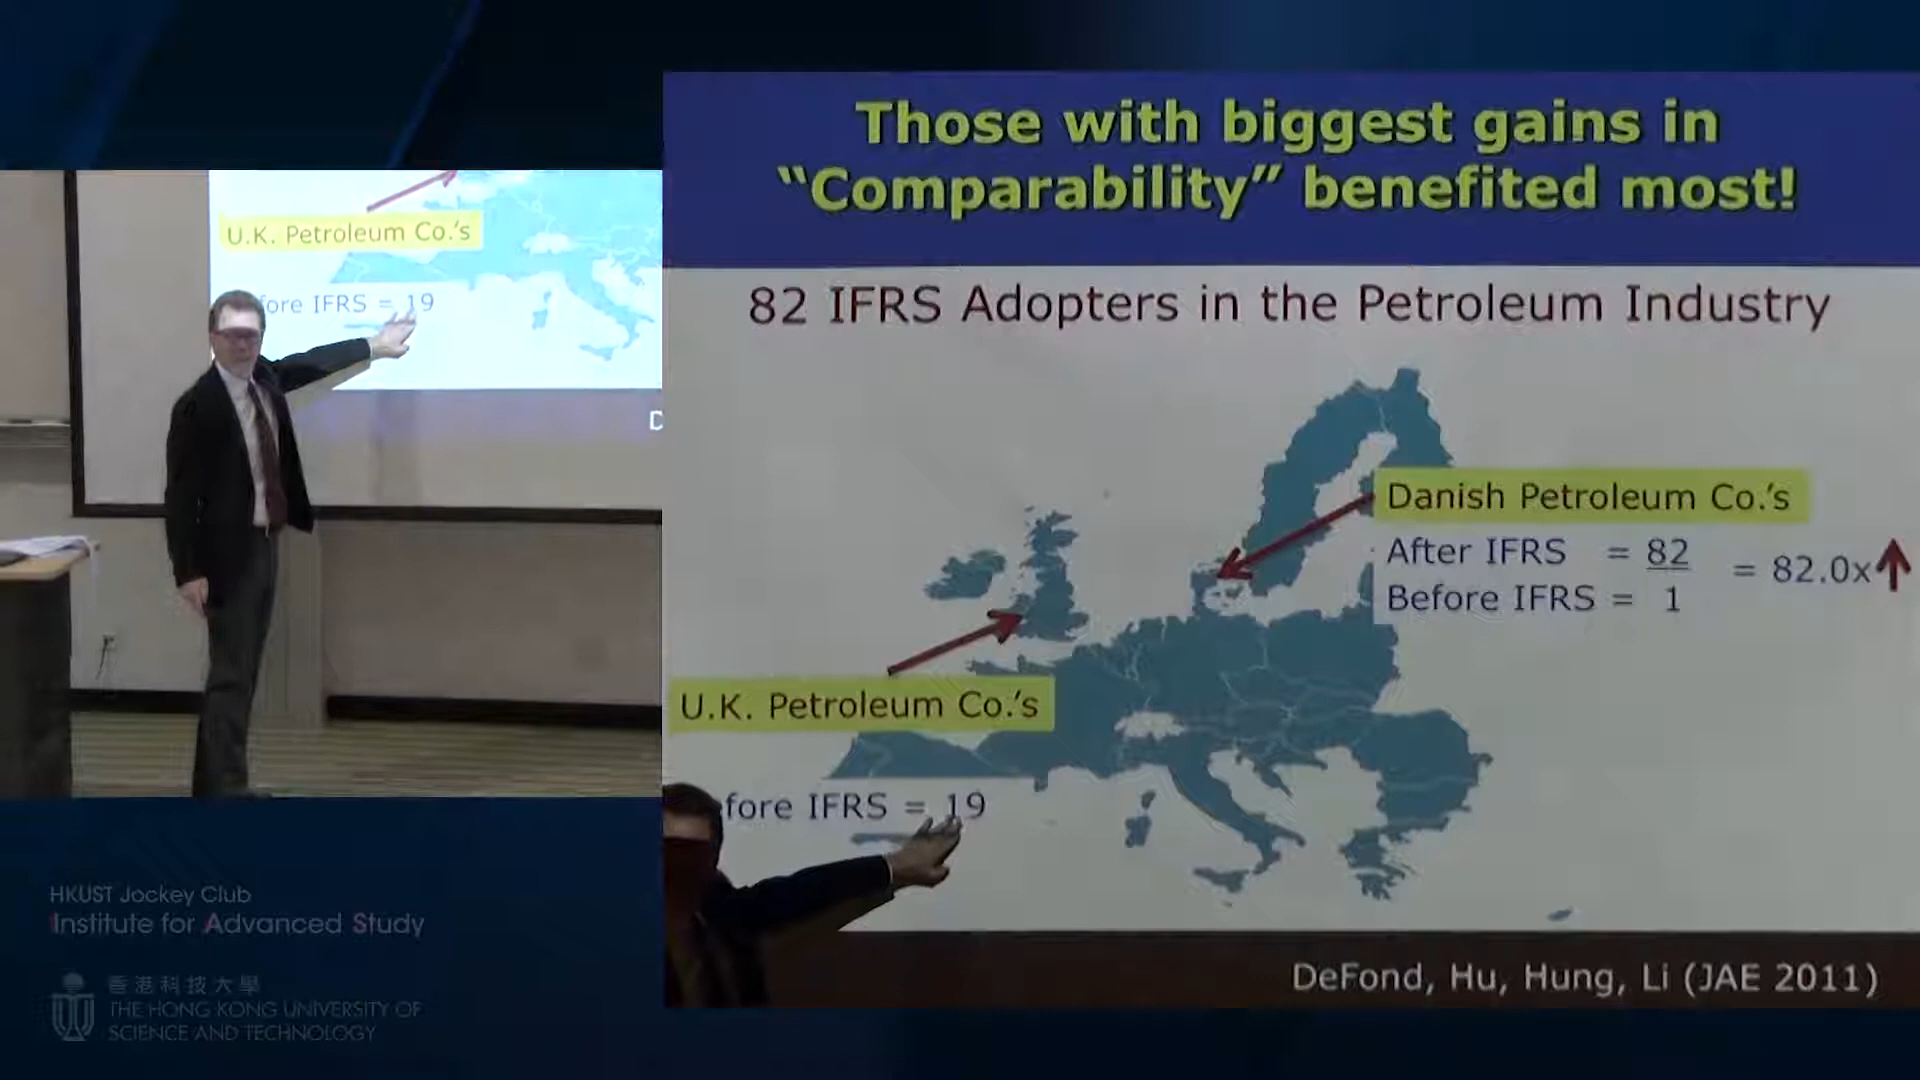 U.K. Petroleum Co.'s
fore IFRS = 19
Those with biggest gains in
“Comparability” benefited most!
82 IFRS Adopters in the Petroleum Industry
Danish Petroleum Co.'s
After IFRS = 82
Before IFRS = 1
= 82.0x
U.K. Petroleum Co.'s
fore IFRS = 19
DeFond, Hu, Hung, Li (JAE 2011)
HKUST Jockey Club
Institute for Advanced Study
香港科技大學
THE HONG KONG UNIVERSITY OF
SCIENCE AND TECHNOLOGY